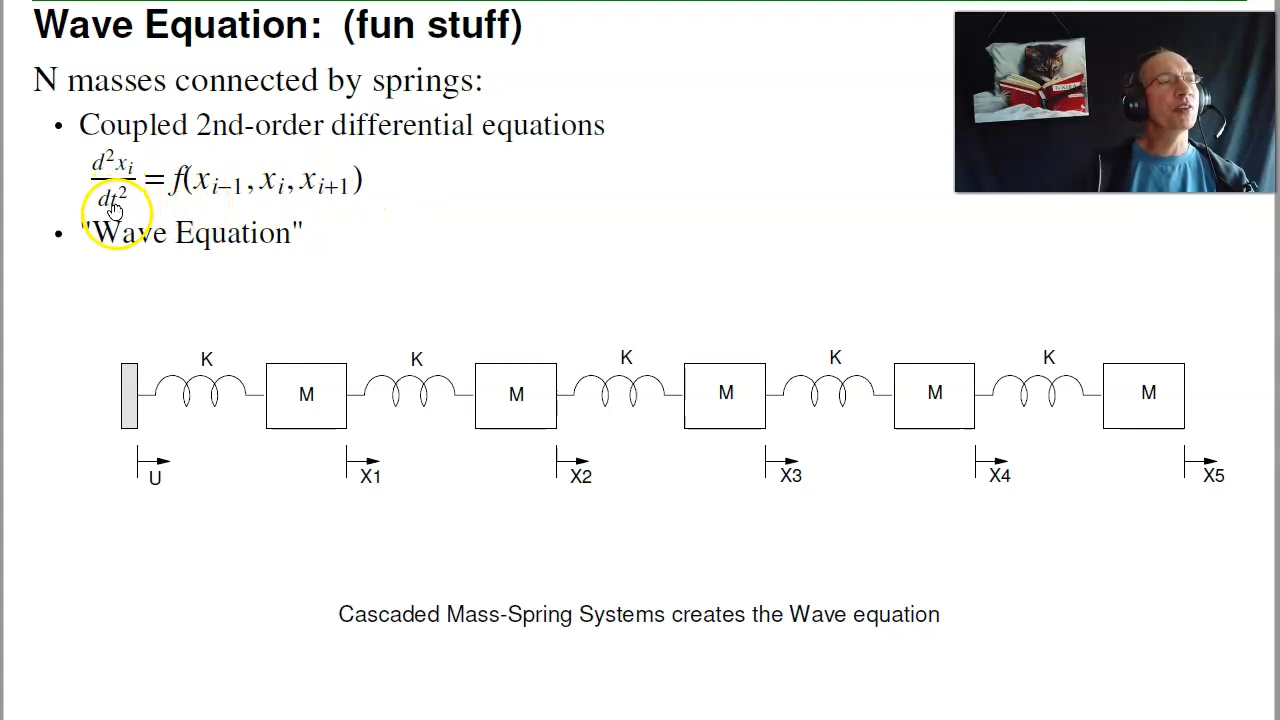 Wave Equation: (fun stuff)
N masses connected by springs:
• Coupled 2nd-order differential equations
d²xᵢ/dt² = f(xᵢ₋₁, xᵢ, xᵢ₊₁)
• "Wave Equation"
K K K K K
M M M M M
U X1 X2 X3 X4 X5
Cascaded Mass-Spring Systems creates the Wave equation